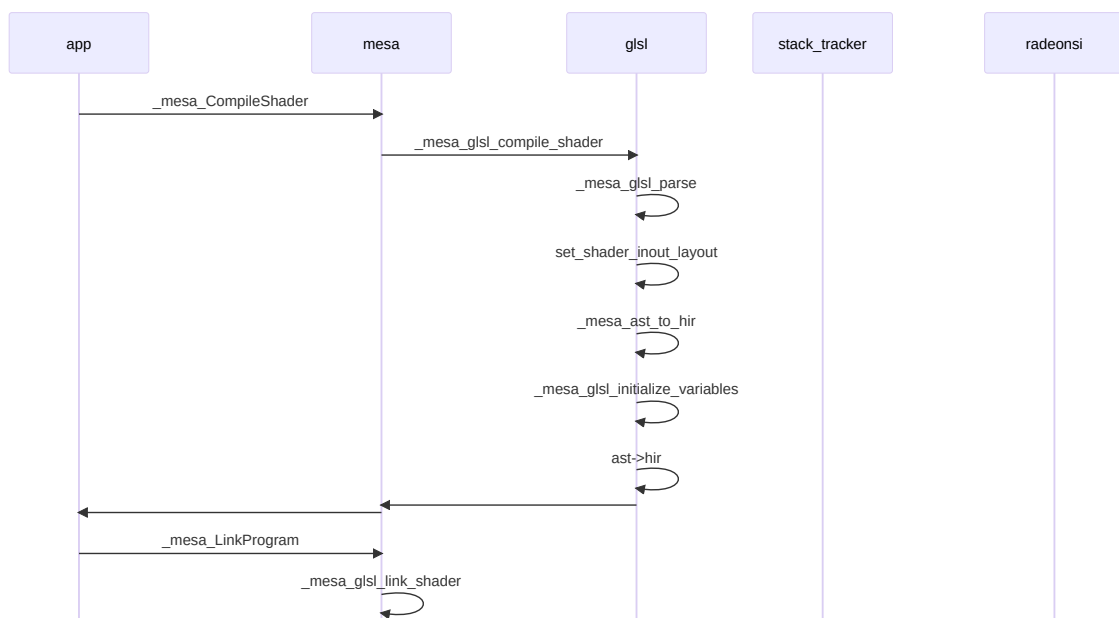 app
mesa
glsl
stack_tracker
radeonsi
_mesa_CompileShader
_mesa_glsl_compile_shader
_mesa_glsl_parse
set_shader_inout_layout
_mesa_ast_to_hir
_mesa_glsl_initialize_variables
ast->hir
_mesa_LinkProgram
_mesa_glsl_link_shader